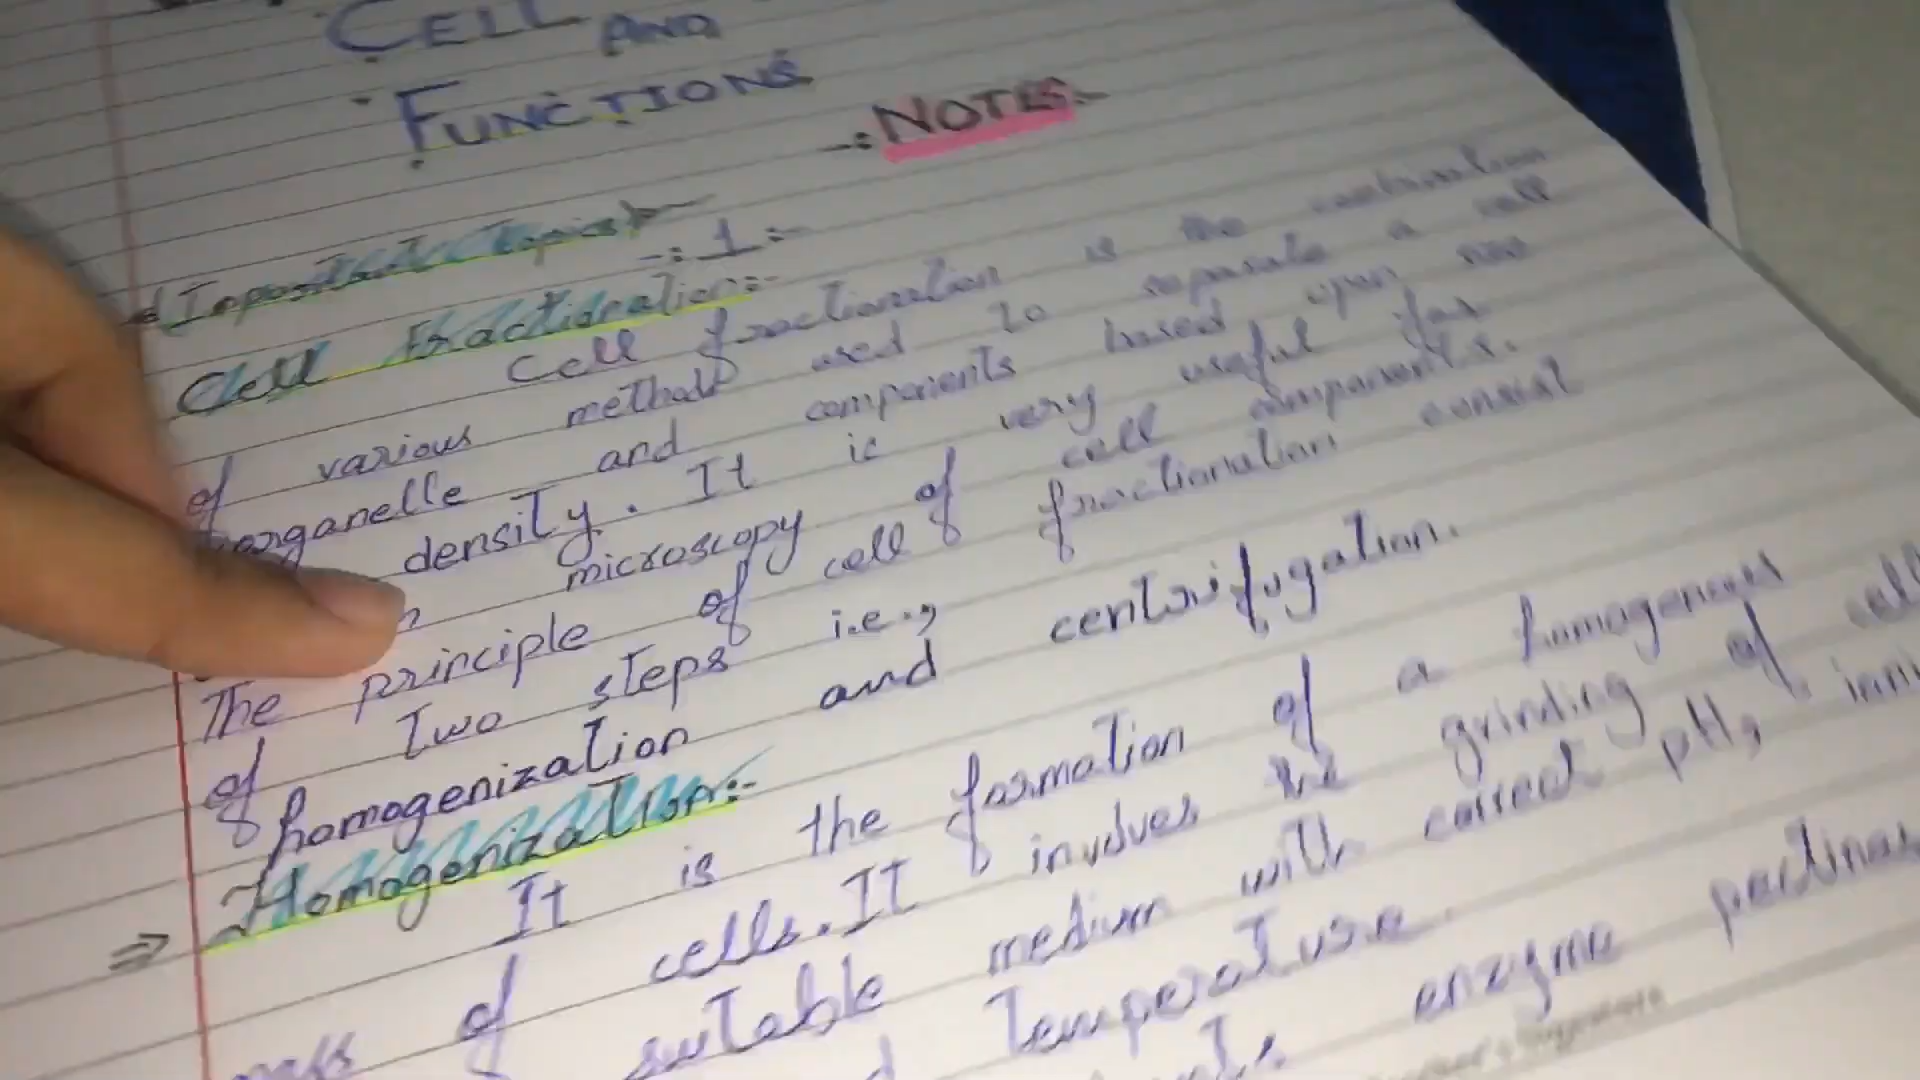 CELL AND
FUNCTIONS
-:NOTES:-
Important Topics
-:1:-
Cell Fractionation:-
Cell fractionation is the combination
of various methods used to separate a cell
organelle and components based upon
density. It is very useful for
microscopy of cell components.
The principle of cell fractionation consist
of two steps i.e.,
homogenization and centrifugation.
⇒ Homogenization:-
It is the formation of a homogenous
mass of cells. It involves the grinding of cell
suitable medium with correct pH,
temperature.
enzyme